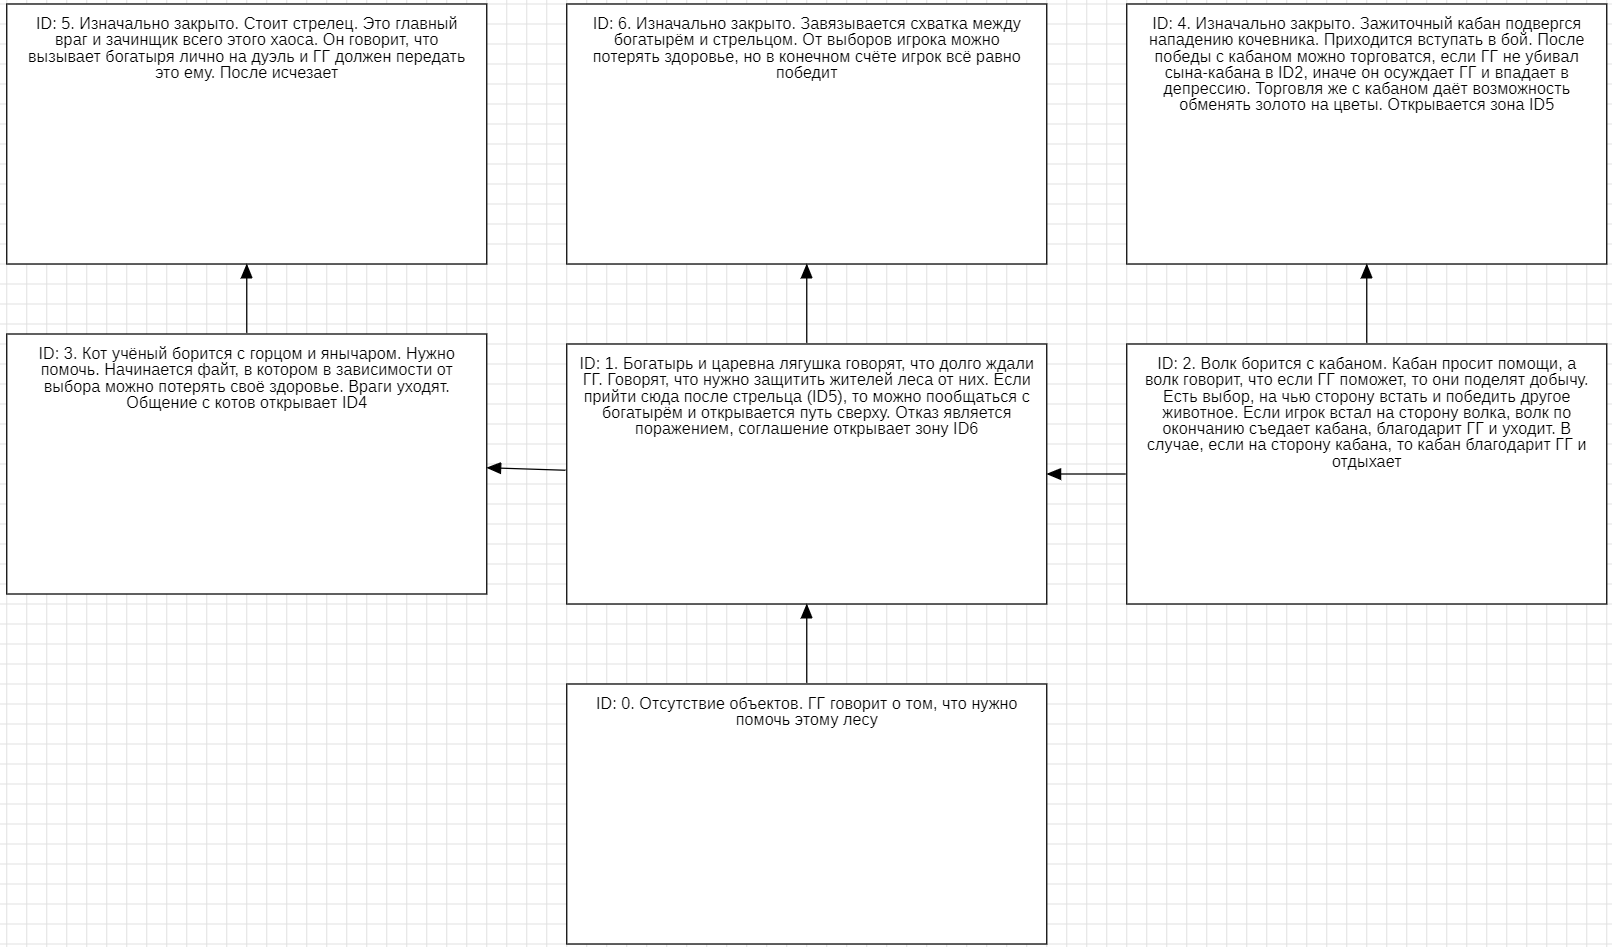 ID: 5. Изначально закрыто. Стоит стрелец. Это главный
враг и зачинщик всего этого хаоса. Он говорит, что
вызывает богатыря лично на дуэль и ГГ должен передать
это ему. После исчезает
ID: 6. Изначально закрыто. Завязывается схватка между
богатырём и стрельцом. От выборов игрока можно
потерять здоровье, но в конечном счёте игрок всё равно
победит
ID: 4. Изначально закрыто. Зажиточный кабан подвергся
нападению кочевника. Приходится вступать в бой. После
победы с кабаном можно торговатся, если ГГ не убивал
сына-кабана в ID2, иначе он осуждает ГГ и впадает в
депрессию. Торговля же с кабаном даёт возможность
обменять золото на цветы. Открывается зона ID5
ID: 3. Кот учёный борится с горцом и янычаром. Нужно
помочь. Начинается файт, в котором в зависимости от
выбора можно потерять своё здоровье. Враги уходят.
Общение с котов открывает ID4
ID: 1. Богатырь и царевна лягушка говорят, что долго ждали
ГГ. Говорят, что нужно защитить жителей леса от них. Если
прийти сюда после стрельца (ID5), то можно пообщаться с
богатырём и открывается путь сверху. Отказ является
поражением, соглашение открывает зону ID6
ID: 2. Волк борится с кабаном. Кабан просит помощи, а
волк говорит, что если ГГ поможет, то они поделят добычу.
Есть выбор, на чью сторону встать и победить другое
животное. Если игрок встал на сторону волка, волк по
окончанию съедает кабана, благодарит ГГ и уходит. В
случае, если на сторону кабана, то кабан благодарит ГГ и
отдыхает
ID: 0. Отсутствие объектов. ГГ говорит о том, что нужно
помочь этому лесу